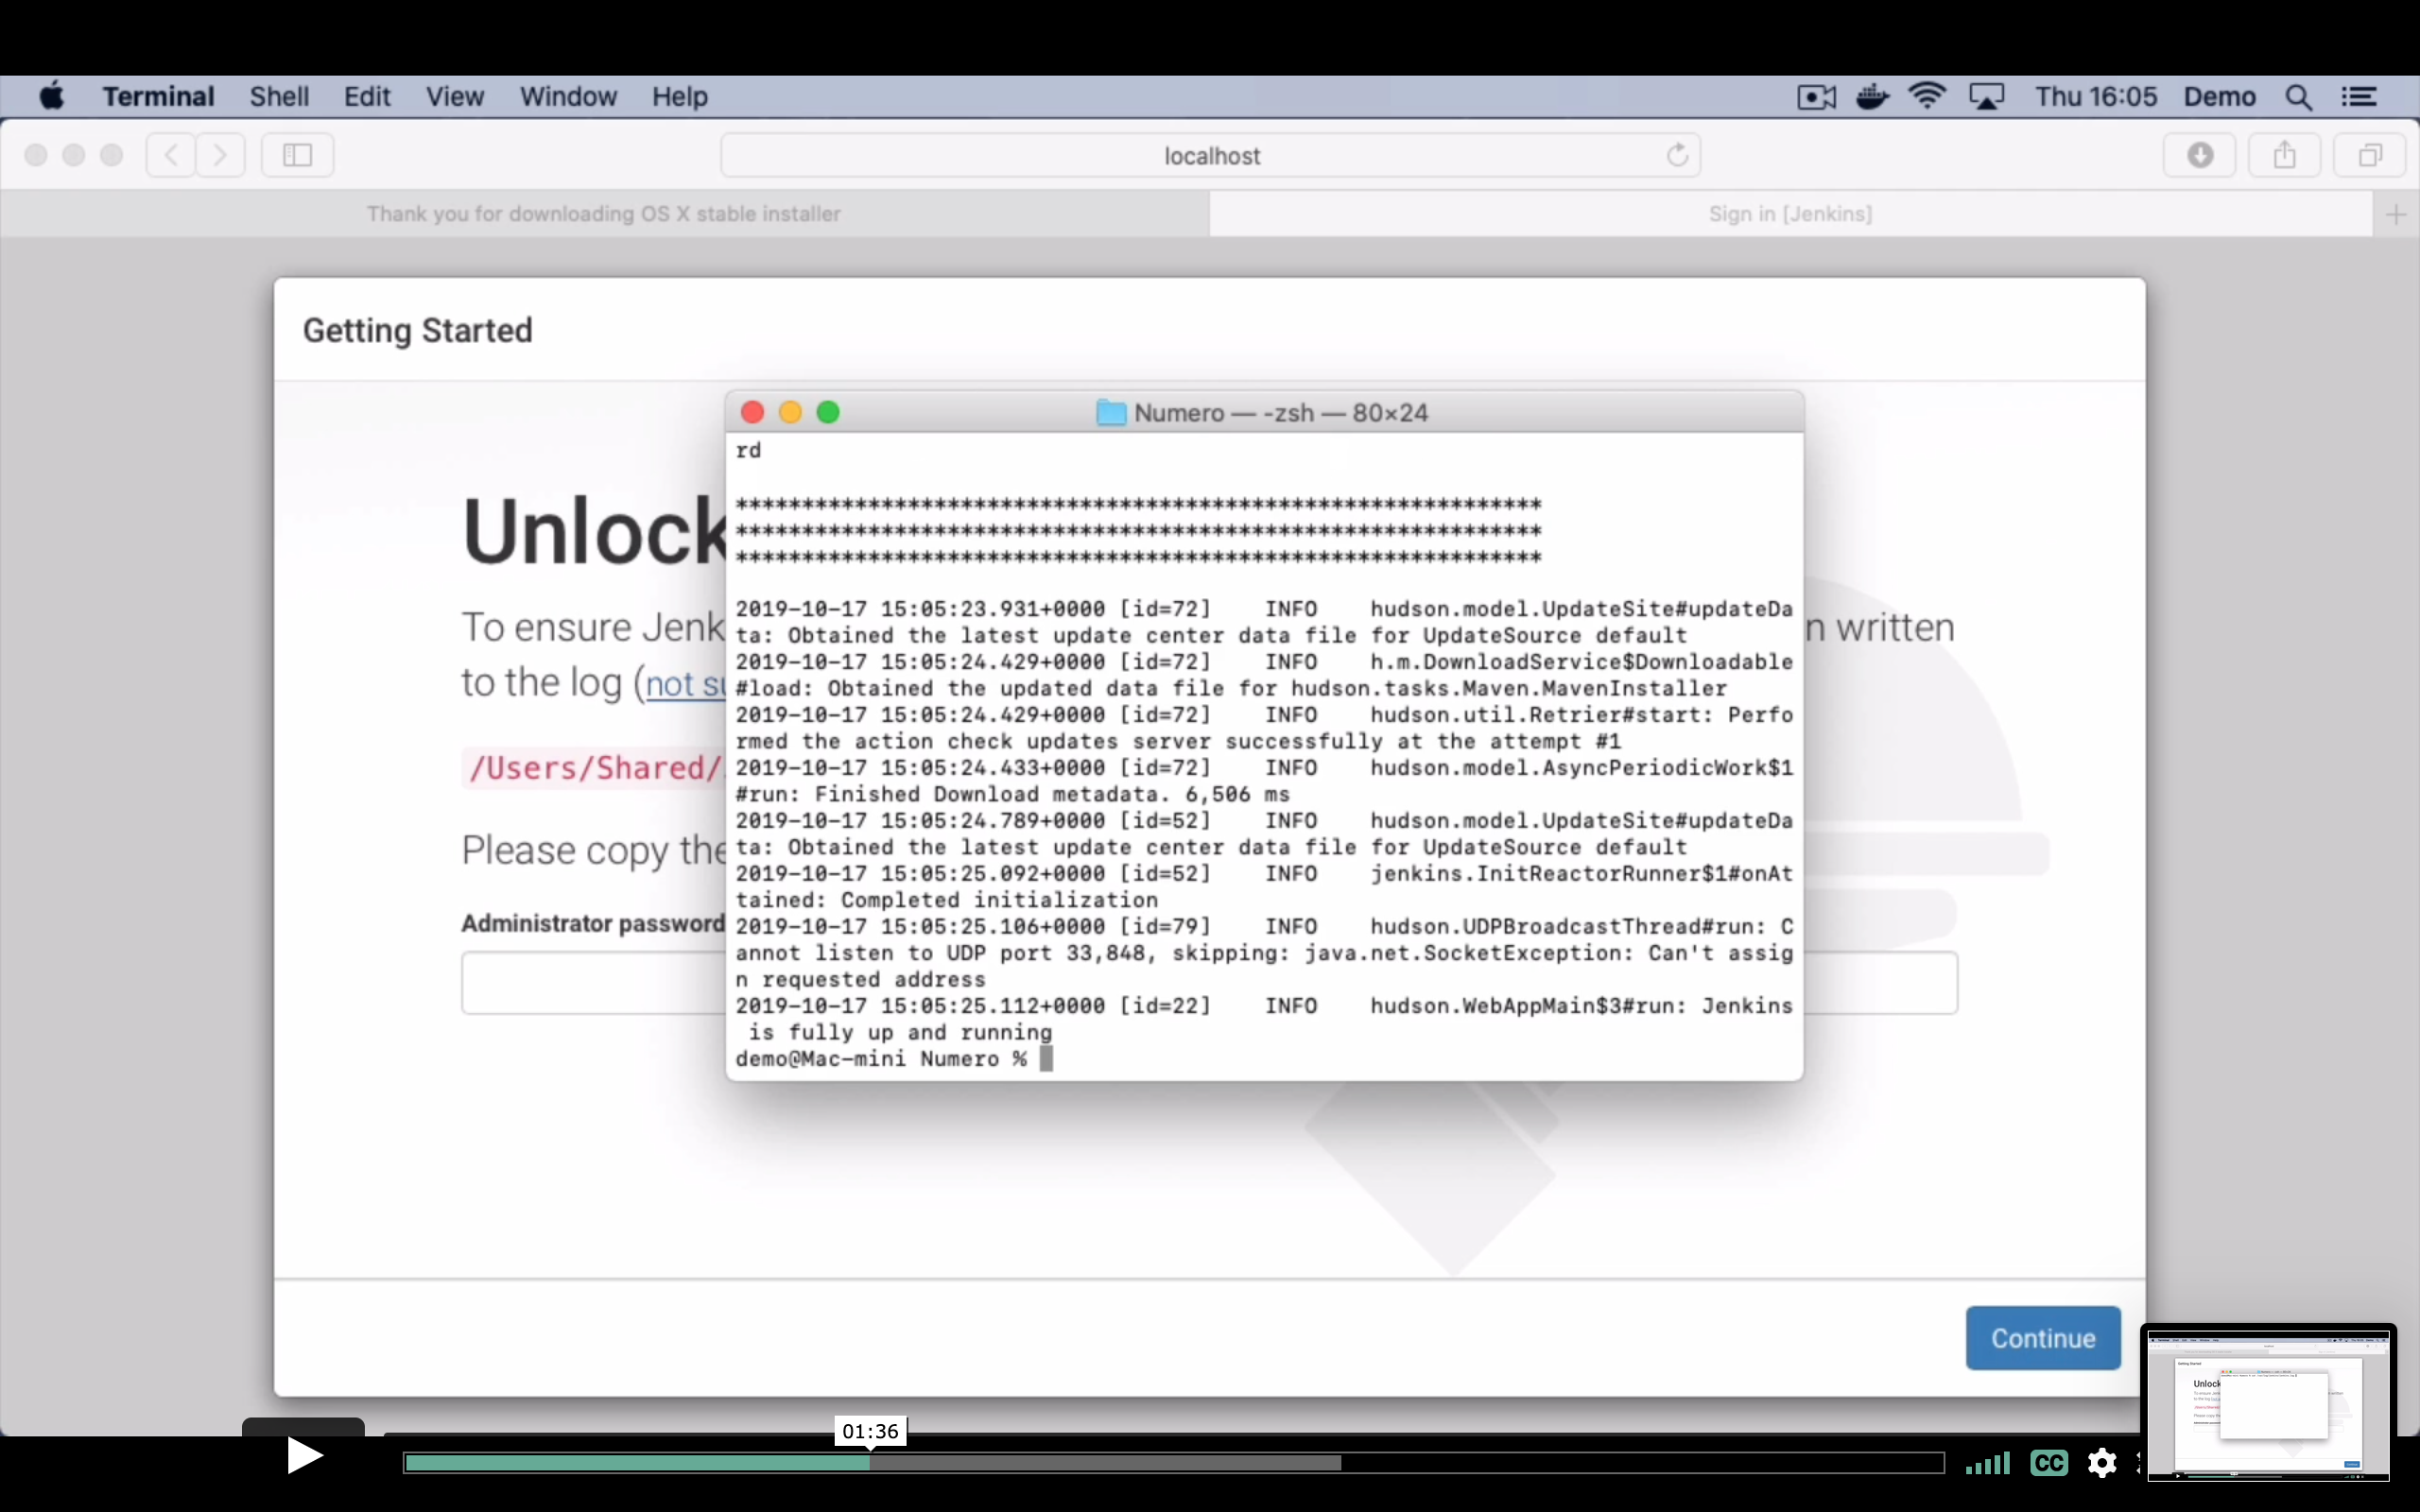 Terminal Shell Edit View Window Help Thu 16:05 Demo
localhost
Thank you for downloading OS X stable installer Sign in [Jenkins]
Getting Started
Numero — -zsh — 80×24
rd
*************************************************************
*************************************************************
*************************************************************
2019-10-17 15:05:23.931+0000 [id=72] INFO hudson.model.UpdateSite#updateDa
ta: Obtained the latest update center data file for UpdateSource default
2019-10-17 15:05:24.429+0000 [id=72] INFO h.m.DownloadService$Downloadable
#load: Obtained the updated data file for hudson.tasks.Maven.MavenInstaller
2019-10-17 15:05:24.429+0000 [id=72] INFO hudson.util.Retrier#start: Perfo
rmed the action check updates server successfully at the attempt #1
2019-10-17 15:05:24.433+0000 [id=72] INFO hudson.model.AsyncPeriodicWork$1
#run: Finished Download metadata. 6,506 ms
2019-10-17 15:05:24.789+0000 [id=52] INFO hudson.model.UpdateSite#updateDa
ta: Obtained the latest update center data file for UpdateSource default
2019-10-17 15:05:25.092+0000 [id=52] INFO jenkins.InitReactorRunner$1#onAt
tained: Completed initialization
2019-10-17 15:05:25.106+0000 [id=79] INFO hudson.UDPBroadcastThread#run: C
annot listen to UDP port 33,848, skipping: java.net.SocketException: Can't assig
n requested address
2019-10-17 15:05:25.112+0000 [id=22] INFO hudson.WebAppMain$3#run: Jenkins
is fully up and running
demo@Mac-mini Numero %
Unlock
To ensure Jenk n written
to the log (not su
/Users/Shared/
Please copy the
Administrator password
Continue
01:36
CC